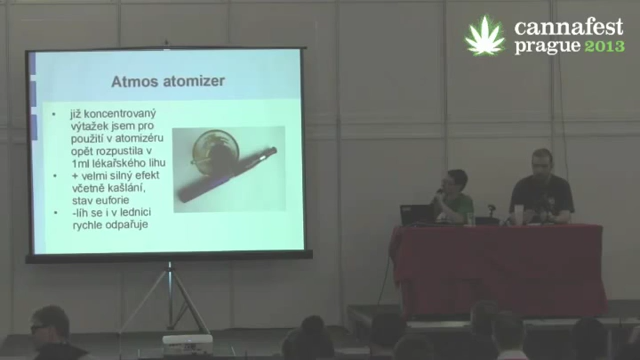 cannafest
prague 2013
Atmos atomizer
• již koncentrovaný
výtažek jsem pro
použití v atomizéru
opět rozpustila v
1ml lékařského lihu
• + velmi silný efekt
včetně kašlání,
stav euforie
• -líh se i v lednici
rychle odpařuje